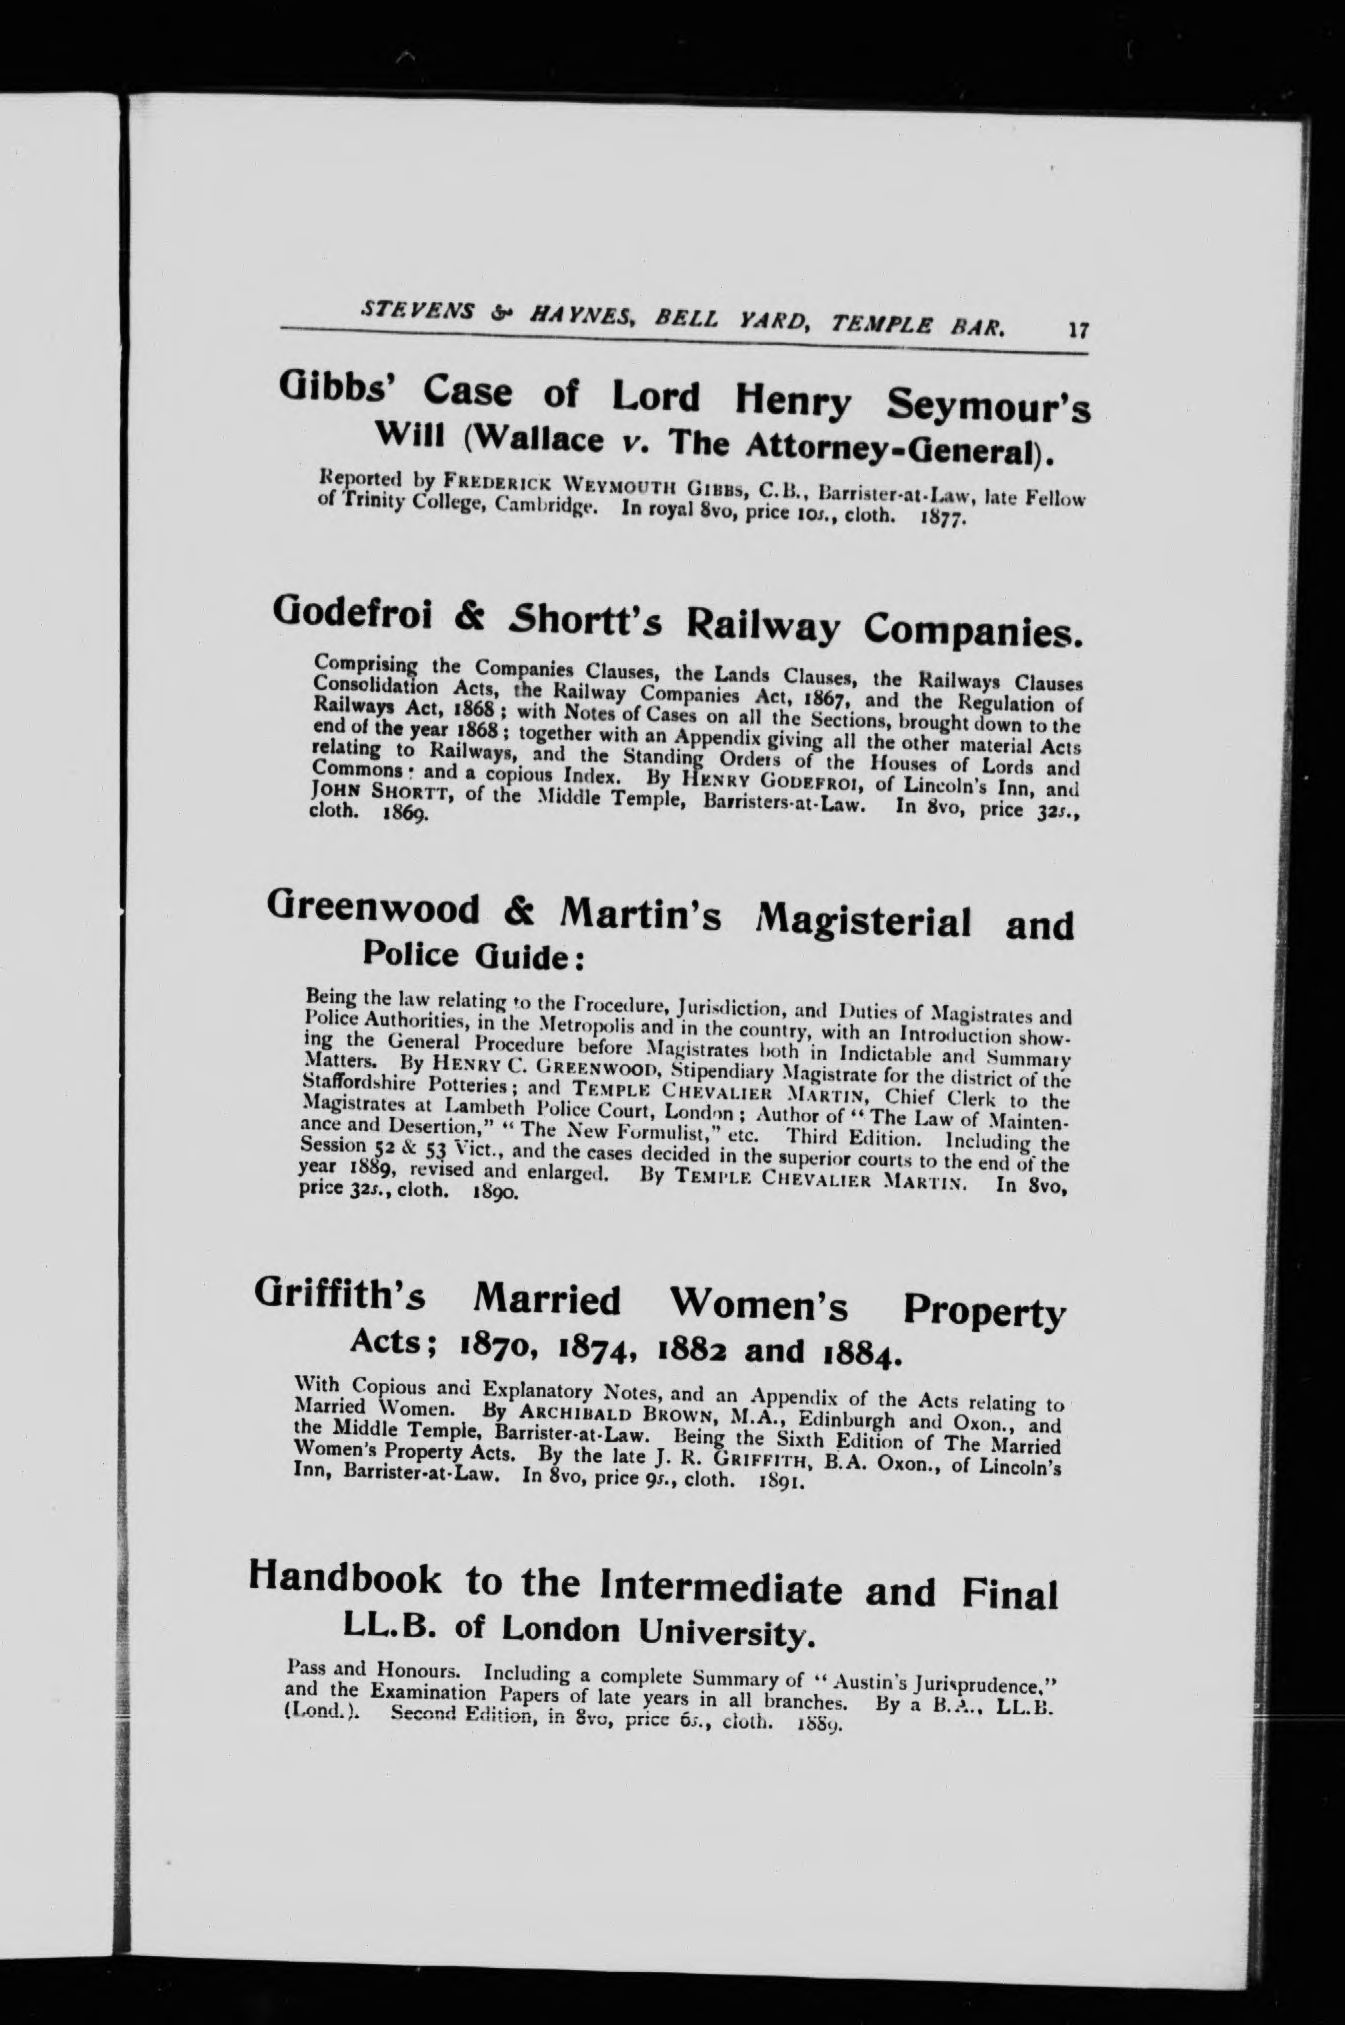 STEVENS & HAYNES, BELL YARD, TEMPLE BAR. 17
Gibbs' Case of Lord Henry Seymour's
Will (Wallace v. The Attorney-General).
Reported by FREDERICK WEYMOUTH GIBBS, C.B., Barrister-at-Law, late Fellow
of Trinity College, Cambridge. In royal 8vo, price 10s., cloth. 1877.
Godefroi & Shortt's Railway Companies.
Comprising the Companies Clauses, the Lands Clauses, the Railways Clauses
Consolidation Acts, the Railway Companies Act, 1867, and the Regulation of
Railways Act, 1868; with Notes of Cases on all the Sections, brought down to the
end of the year 1868; together with an Appendix giving all the other material Acts
relating to Railways, and the Standing Orders of the Houses of Lords and
Commons; and a copious Index. By HENRY GODEFROI, of Lincoln's Inn, and
JOHN SHORTT, of the Middle Temple, Barristers-at-Law. In 8vo, price 32s.,
cloth. 1869.
Greenwood & Martin's Magisterial and
Police Guide:
Being the law relating to the Procedure, Jurisdiction, and Duties of Magistrates and
Police Authorities, in the Metropolis and in the country, with an Introduction show-
ing the General Procedure before Magistrates both in Indictable and Summary
Matters. By HENRY C. GREENWOOD, Stipendiary Magistrate for the district of the
Staffordshire Potteries; and TEMPLE CHEVALIER MARTIN, Chief Clerk to the
Magistrates at Lambeth Police Court, London; Author of "The Law of Mainten-
ance and Desertion," "The New Formulist," etc. Third Edition. Including the
Session 52 & 53 Vict., and the cases decided in the superior courts to the end of the
year 1889, revised and enlarged. By TEMPLE CHEVALIER MARTIN. In 8vo,
price 32s., cloth. 1890.
Griffith's Married Women's Property
Acts; 1870, 1874, 1882 and 1884.
With Copious and Explanatory Notes, and an Appendix of the Acts relating to
Married Women. By ARCHIBALD BROWN, M.A., Edinburgh and Oxon., and
the Middle Temple, Barrister-at-Law. Being the Sixth Edition of The Married
Women's Property Acts. By the late J. R. GRIFFITH, B.A. Oxon., of Lincoln's
Inn, Barrister-at-Law. In 8vo, price 9s., cloth. 1891.
Handbook to the Intermediate and Final
LL.B. of London University.
Pass and Honours. Including a complete Summary of "Austin's Jurisprudence,"
and the Examination Papers of late years in all branches. By a B.A., LL.B.
(Lond.). Second Edition, in 8vo, price 6s., cloth. 1889.